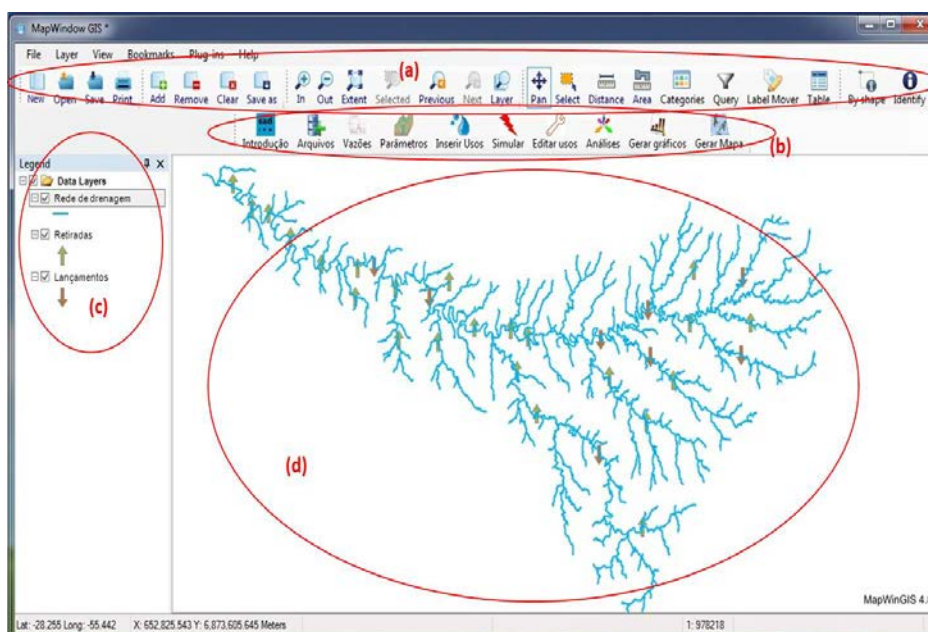 MapWindow GIS *
File Layer View Bookmarks Plug-ins Help
(a)
New Open Save Print Add Remove Clear Save as In Out Extent Selected Previous Next Layer Pan Select Distance Area Categories Query Label Mover Table By shape Identify
Introdução Arquivos Vazões Parâmetros Inserir Usos Simular Editar usos Análises Gerar gráficos Gerar Mapa
(b)
Legend
Data Layers
Rede de drenagem
Retiradas
Lançamentos
(c)
(d)
MapWinGIS 4.
Lat: -28.255 Long: -55.442 X: 652,825.543 Y: 6,873,605.645 Meters 1: 978218